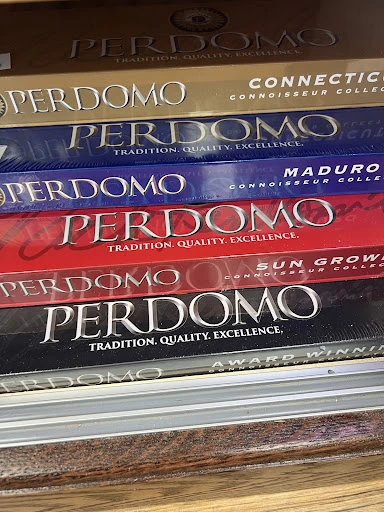 PERDOMO
TRADITION. QUALITY. EXCELLENCE.
PERDOMO CONNECTIC
CONNOISSEUR COLLEC
PERDOMO
TRADITION. QUALITY. EXCELLENCE.
PERDOMO MADURO
CONNOISSEUR COLLE
PERDOMO
TRADITION. QUALITY. EXCELLENCE.
PERDOMO SUN GROW
CONNOISSEUR COLLE
PERDOMO
TRADITION. QUALITY. EXCELLENCE.
PERDOMO AWARD WINNI